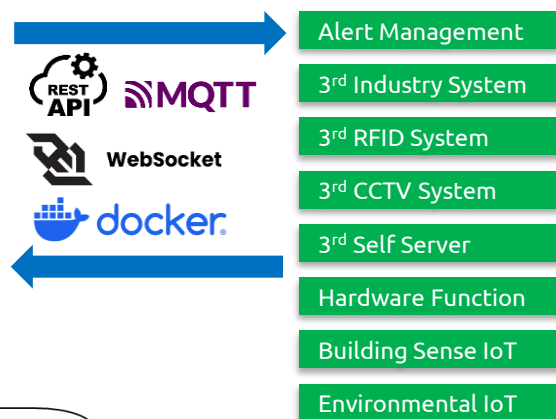 Alert Management
REST
API
MQTT
3rd Industry System
3rd RFID System
WebSocket
3rd CCTV System
docker
3rd Self Server
Hardware Function
Building Sense IoT
Environmental IoT